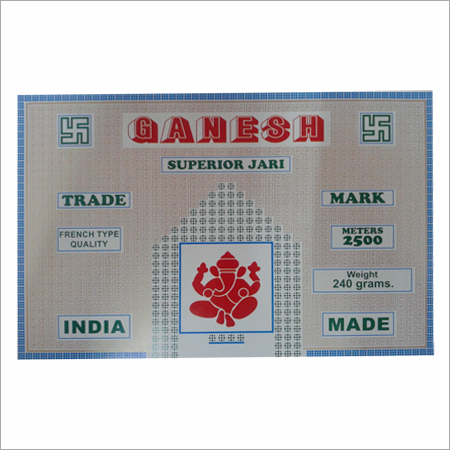 GANESH
SUPERIOR JARI
TRADE MARK
FRENCH TYPE
QUALITY
METERS
2500
Weight
240 grams.
INDIA MADE